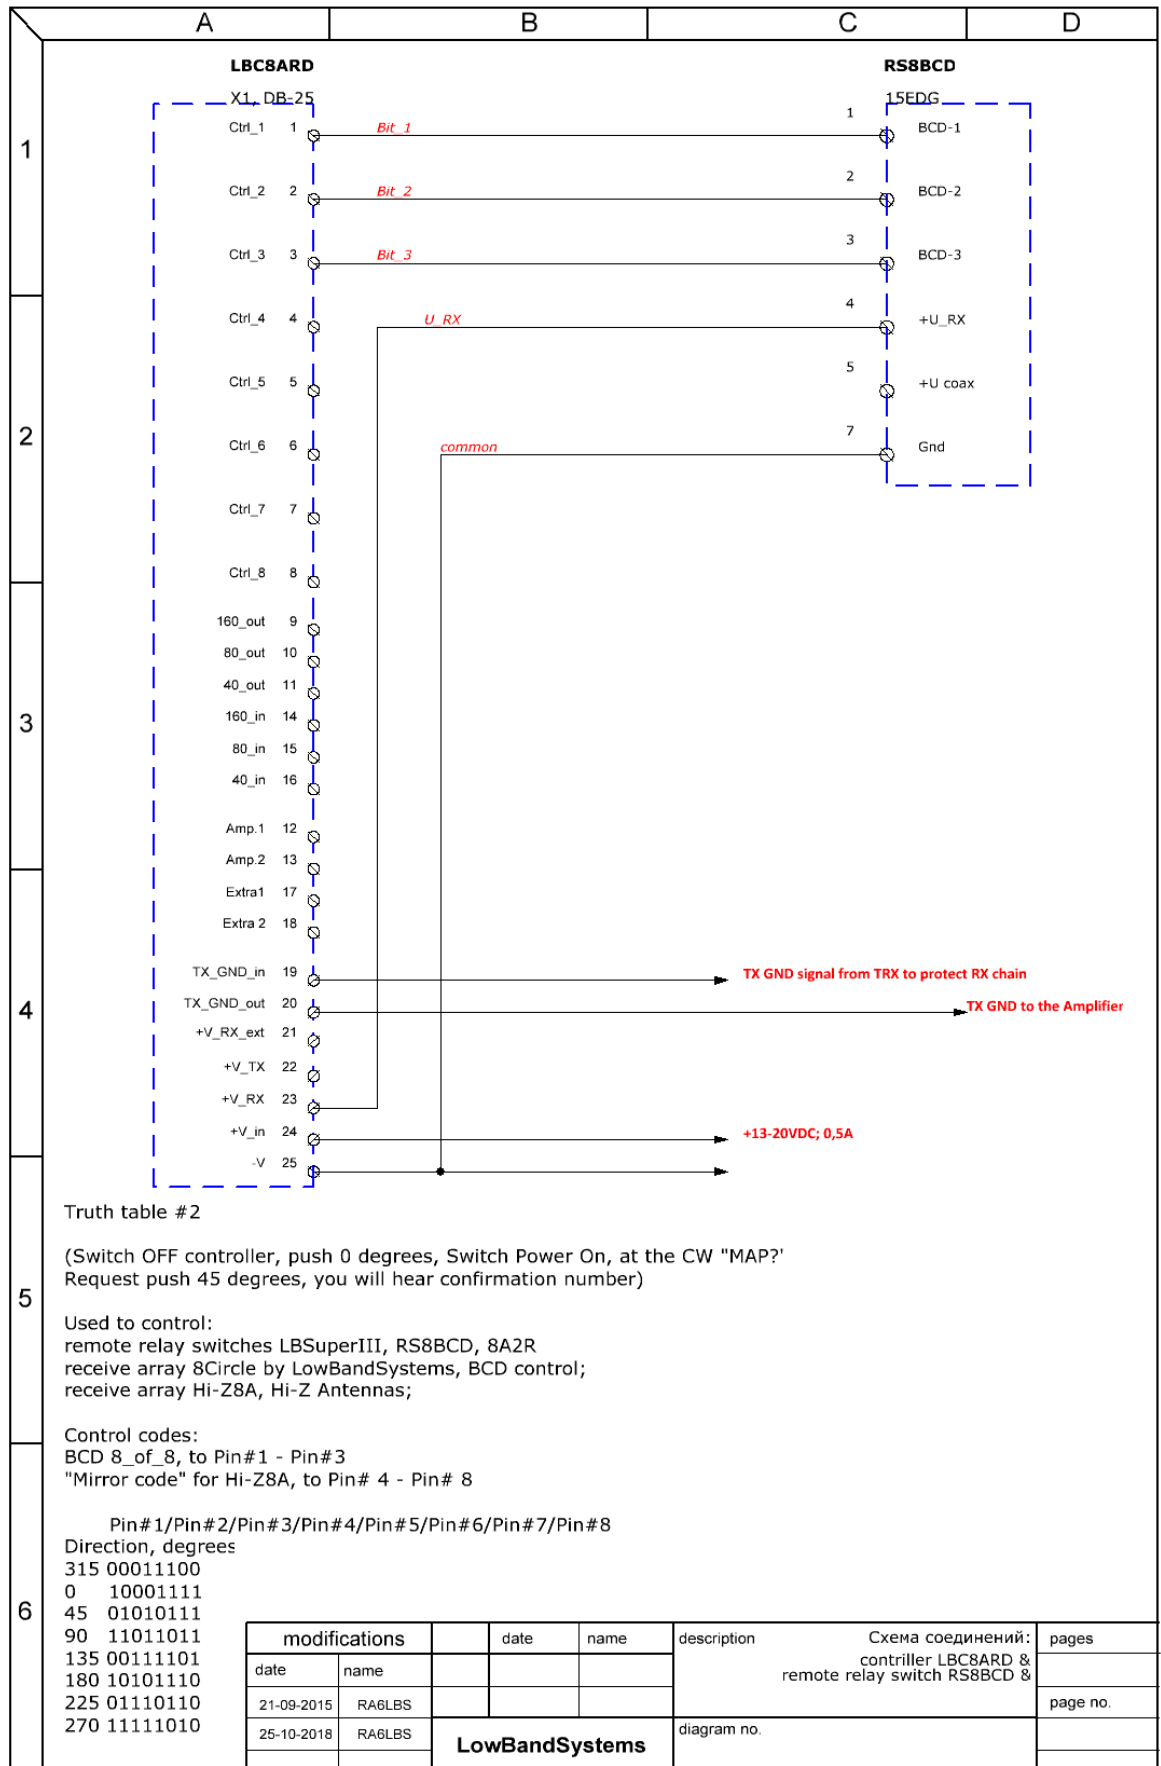 A B C D
LBC8ARD RS8BCD
X1, DB-25 15EDG
1
Ctrl_1 1 Bit_1 1 BCD-1
Ctrl_2 2 Bit_2 2 BCD-2
Ctrl_3 3 Bit_3 3 BCD-3
Ctrl_4 4 U_RX 4 +U_RX
Ctrl_5 5 5 +U coax
2
Ctrl_6 6 common 7 Gnd
Ctrl_7 7
Ctrl_8 8
160_out 9
80_out 10
40_out 11
3
160_in 14
80_in 15
40_in 16
Amp.1 12
Amp.2 13
Extra1 17
Extra 2 18
TX_GND_in 19 TX GND signal from TRX to protect RX chain
4
TX_GND_out 20 TX GND to the Amplifier
+V_RX_ext 21
+V_TX 22
+V_RX 23
+V_in 24 +13-20VDC; 0,5A
-V 25
Truth table #2
(Switch OFF controller, push 0 degrees, Switch Power On, at the CW "MAP?'
Request push 45 degrees, you will hear confirmation number)
5
Used to control:
remote relay switches LBSuperIII, RS8BCD, 8A2R
receive array 8Circle by LowBandSystems, BCD control;
receive array Hi-Z8A, Hi-Z Antennas;
Control codes:
BCD 8_of_8, to Pin#1 - Pin#3
"Mirror code" for Hi-Z8A, to Pin# 4 - Pin# 8
Pin#1/Pin#2/Pin#3/Pin#4/Pin#5/Pin#6/Pin#7/Pin#8
Direction, degrees
315 00011100
0 10001111
6
45 01010111
90 11011011
135 00111101
180 10101110
225 01110110
270 11111010
modifications date name description Схема соединений: pages
contriller LBC8ARD &
remote relay switch RS8BCD &
date name
21-09-2015 RA6LBS page no.
25-10-2018 RA6LBS LowBandSystems diagram no.